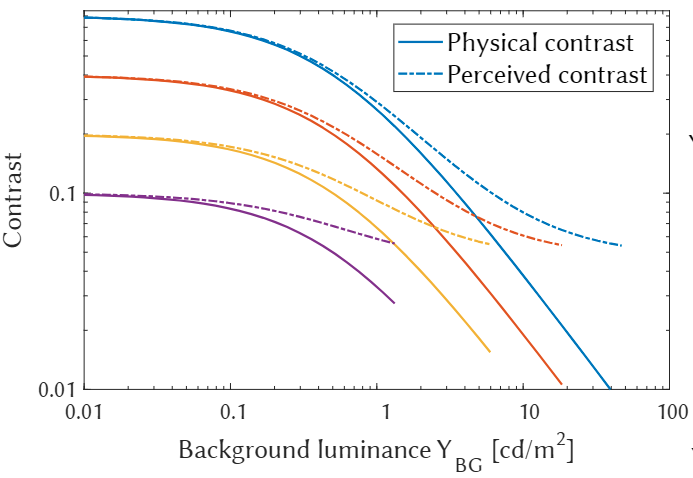 Physical contrast
Perceived contrast
Contrast
0.1
0.01
0.01 0.1 1 10 100
Background luminance Y_BG [cd/m²]